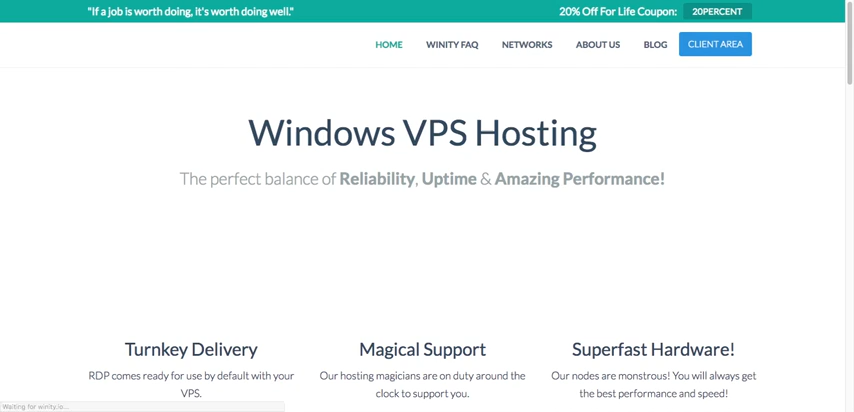 "If a job is worth doing, it's worth doing well."
20% Off For Life Coupon: 20PERCENT
HOME WINITY FAQ NETWORKS ABOUT US BLOG CLIENT AREA
Windows VPS Hosting
The perfect balance of Reliability, Uptime & Amazing Performance!
Turnkey Delivery
RDP comes ready for use by default with your
VPS.
Magical Support
Our hosting magicians are on duty around the
clock to support you.
Superfast Hardware!
Our nodes are monstrous! You will always get
the best performance and speed!
Waiting for winity.io...